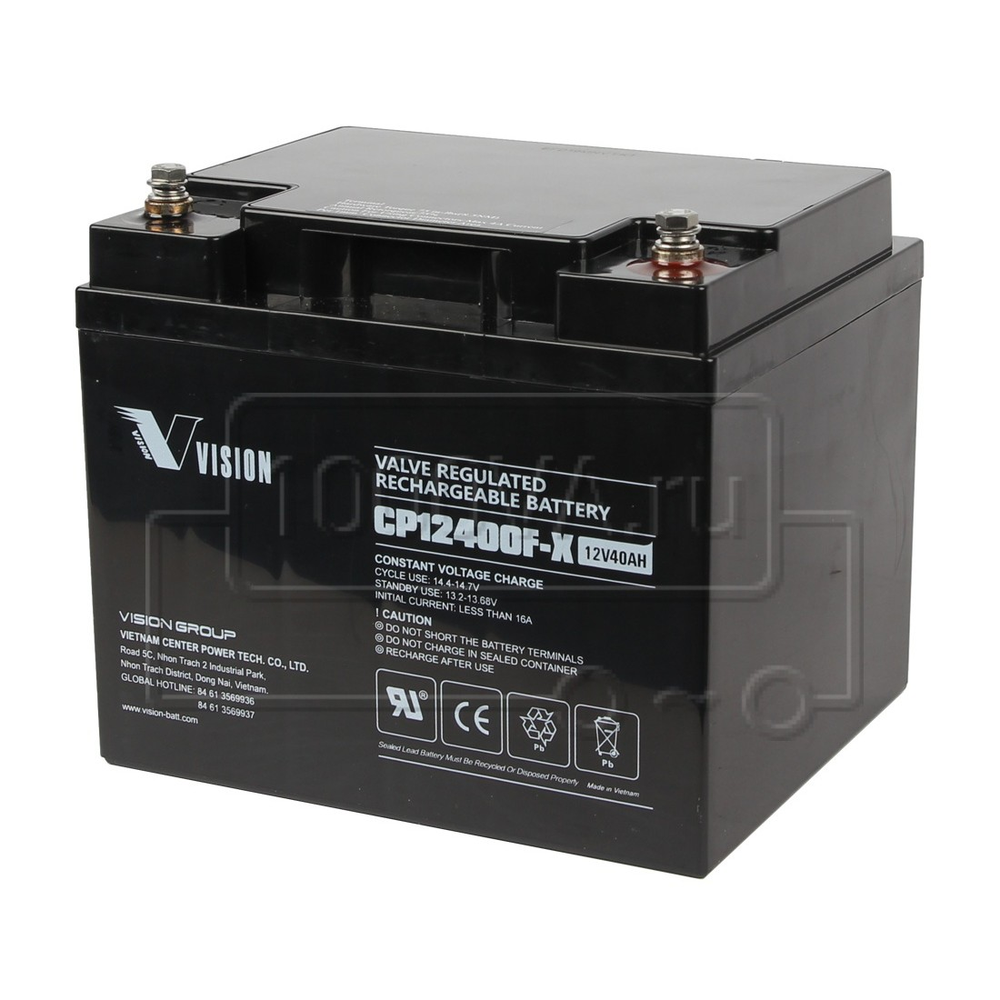 VISION
VISION
VALVE REGULATED
RECHARGEABLE BATTERY
CP12400F-X 12V40AH
CONSTANT VOLTAGE CHARGE
CYCLE USE: 14.4-14.7V
STANDBY USE: 13.2-13.68V
INITIAL CURRENT: LESS THAN 16A
! CAUTION
DO NOT SHORT THE BATTERY TERMINALS
DO NOT CHARGE IN SEALED CONTAINER
RECHARGE AFTER USE
VISION GROUP
VIETNAM CENTER POWER TECH. CO., LTD.
Road 5C, Nhon Trach 2 Industrial Park,
Nhon Trach District, Dong Nai, Vietnam.
GLOBAL HOTLINE: 84 61 3569936
84 61 3569937
www.vision-batt.com
CE
Pb
Pb
Sealed Lead Battery Must Be Recycled Or Disposed Properly
Made in Vietnam